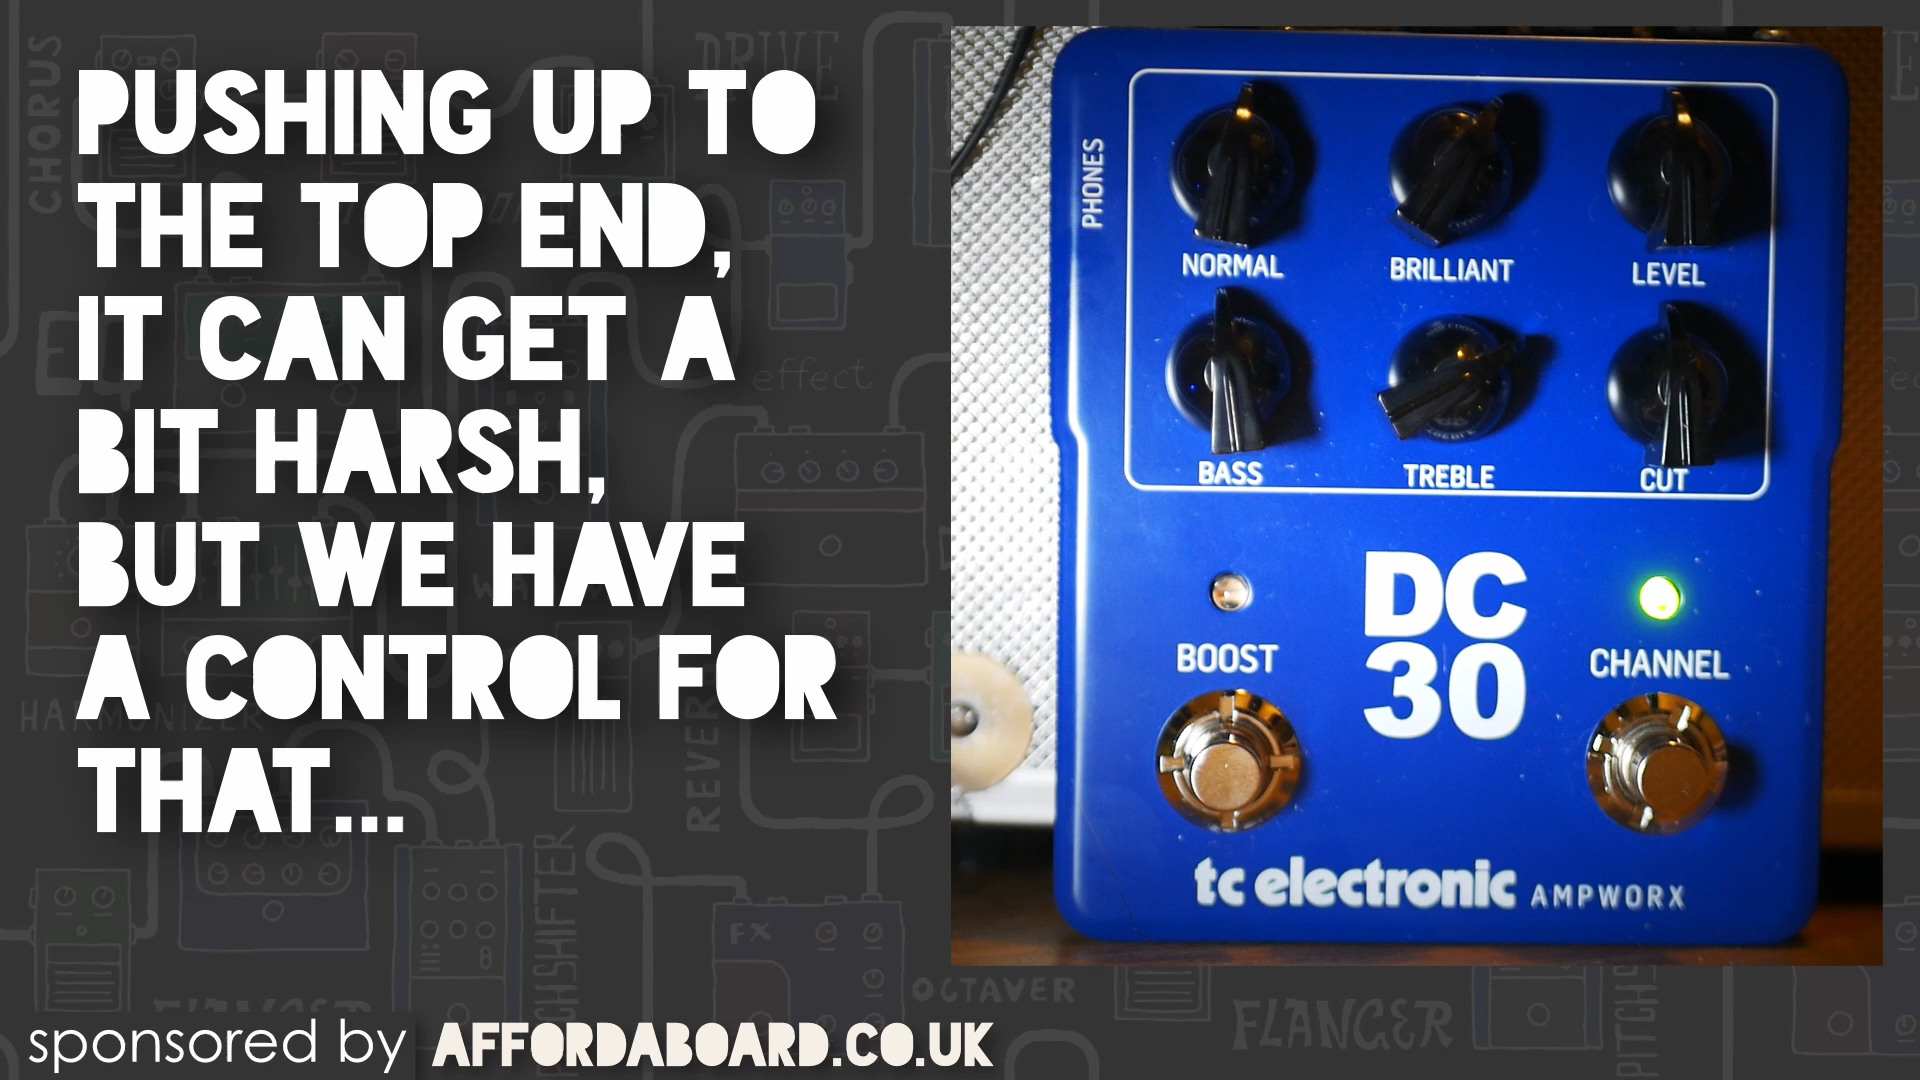 PUSHING UP TO
THE TOP END,
IT CAN GET A
BIT HARSH,
BUT WE HAVE
A CONTROL FOR
THAT...
sponsored by AFFORDABOARD.CO.UK
PHONES
NORMAL BRILLIANT LEVEL
BASS TREBLE CUT
BOOST
DC
30
CHANNEL
tc electronic AMPWORX
CHORUS
DRIVE
EQ
effect
HARMONIZER
REVERB
FX
OCTAVER
FLANGER
FLANGER